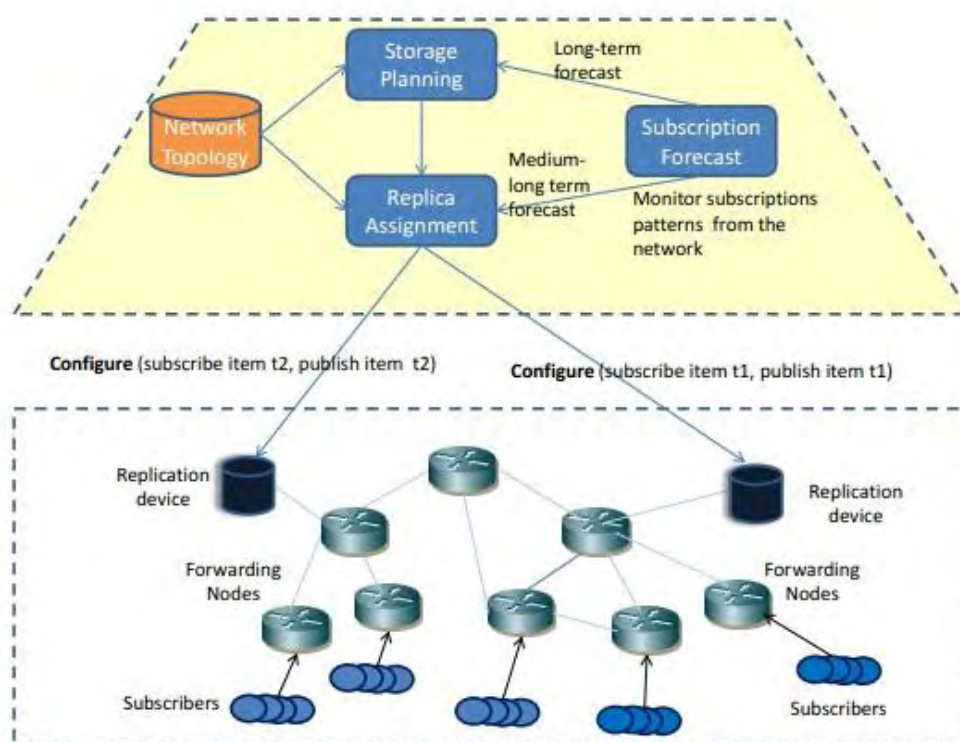 Storage
Planning
Long-term
forecast
Network
Topology
Subscription
Forecast
Medium-
long term
forecast
Replica
Assignment
Monitor subscriptions
patterns from the
network
Configure (subscribe item t2, publish item t2)
Configure (subscribe item t1, publish item t1)
Replication
device
Replication
device
Forwarding
Nodes
Forwarding
Nodes
Subscribers
Subscribers